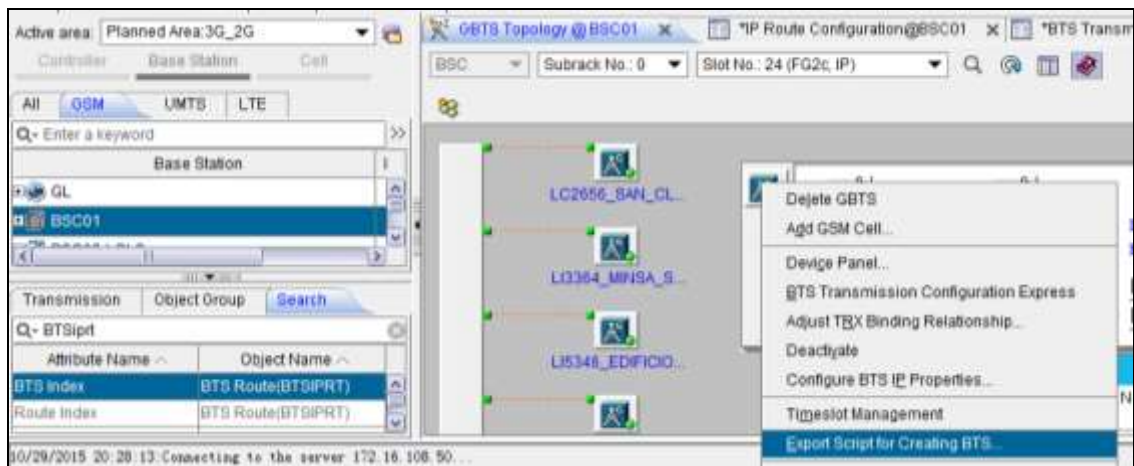 Active area: Planned Area:3G_2G
Controller Base Station Cell
All GSM UMTS LTE
Enter a keyword
Base Station
GL
BSC01
Transmission Object Group Search
BTSiprt
Attribute Name Object Name
BTS Index BTS Route(BTSIPRT)
Route Index BTS Route(BTSIPRT)
10/29/2015 20:28:13 Connecting to the server 172.16.108.50...
GBTS Topology @ BSC01 *IP Route Configuration@BSC01 *BTS Transm
BSC Subrack No.: 0 Slot No.: 24 (FG2c, IP)
LC2656_SAN_CL...
LI3364_MINSA_S...
LI5346_EDIFICIO...
Delete GBTS
Add GSM Cell...
Device Panel...
BTS Transmission Configuration Express
Adjust TRX Binding Relationship...
Deactivate
Configure BTS IP Properties...
Timeslot Management
Export Script for Creating BTS...